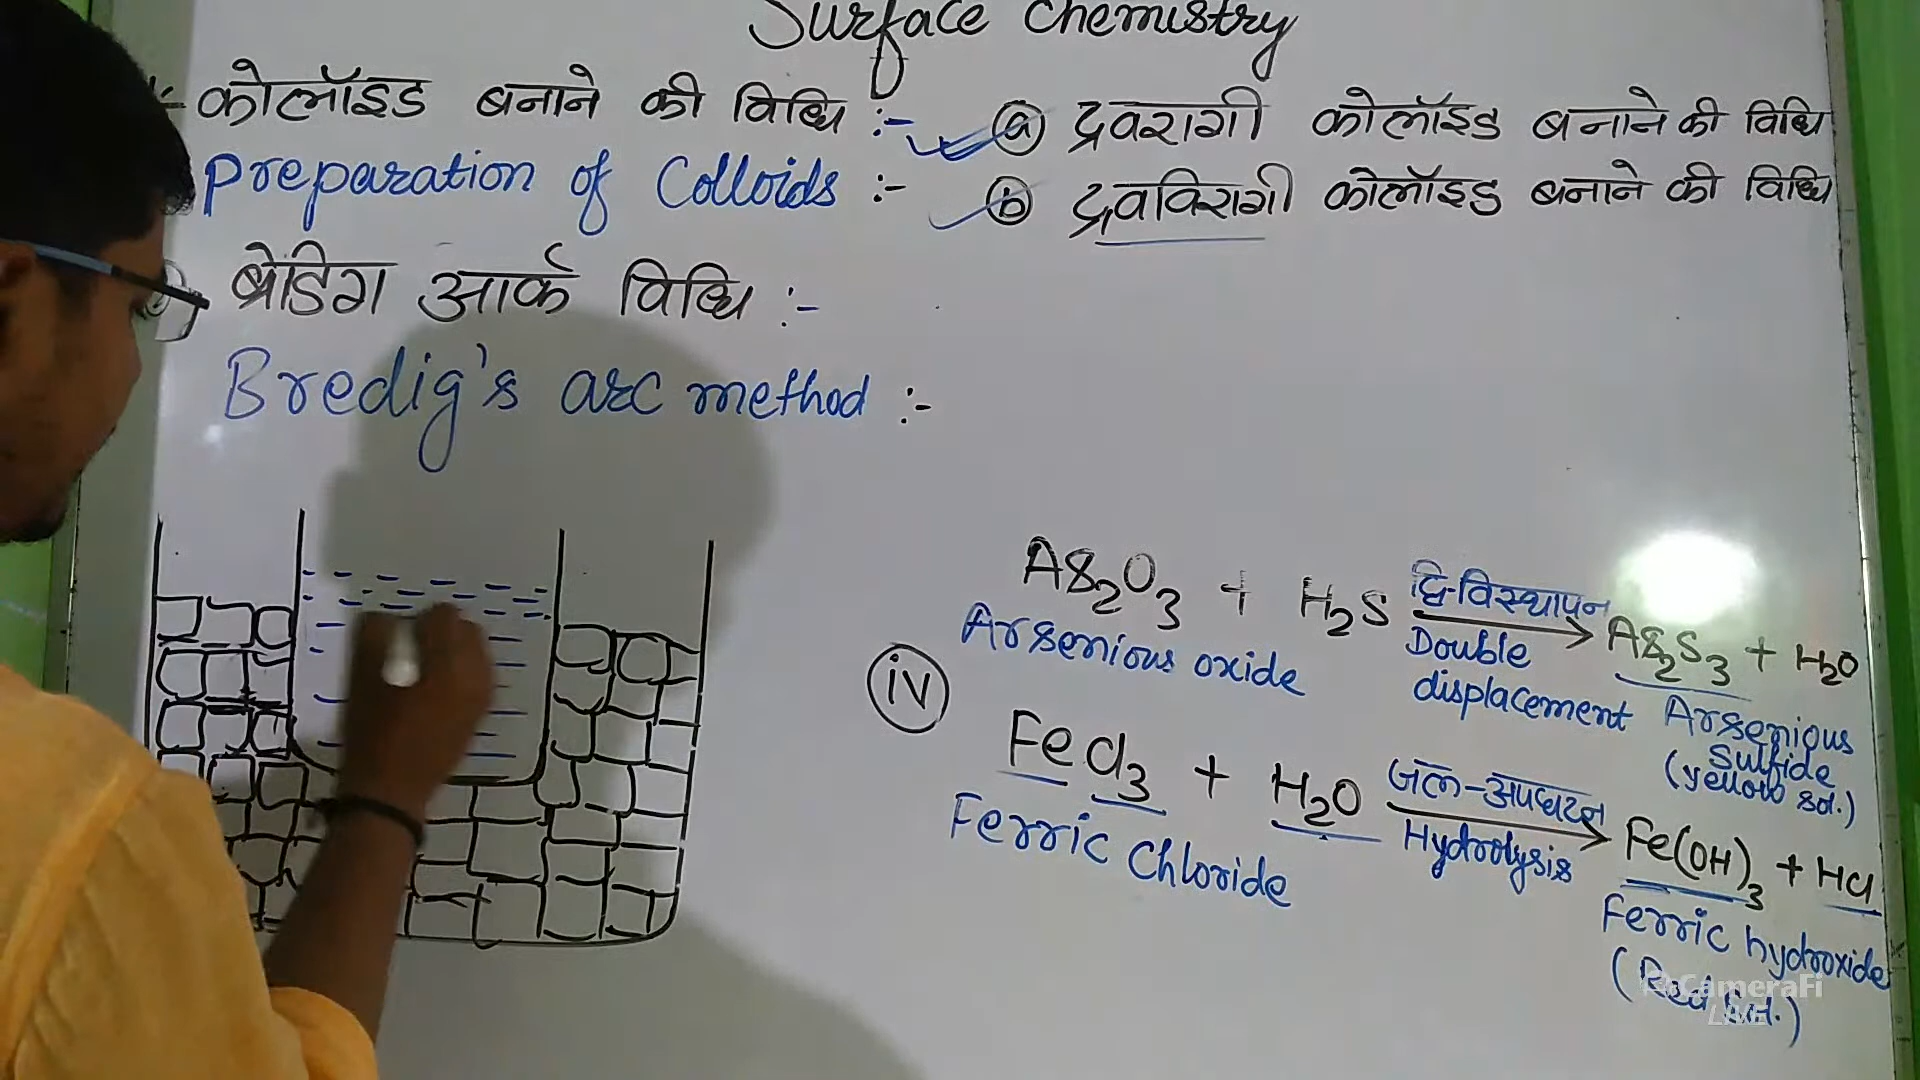 Surface Chemistry
कोलॉइड बनाने की विधि :-
Preparation of Colloids :-
ⓐ द्रवरागी कोलॉइड बनाने की विधि
ⓑ द्रवविरागी कोलॉइड बनाने की विधि
ब्रेडिग आर्क विधि :-
Bredig's arc method :-
As₂O₃ + H₂S द्वि-विस्थापन → As₂S₃ + H₂O
Arsenious oxide
Double
displacement
Arsenious
Sulfide
(yellow sol.)
iv
FeCl₃ + H₂O जल-अपघटन → Fe(OH)₃ + HCl
Ferric Chloride
Hydrolysis
Ferric hydroxide
(Red Sol.)
CameraFi
LIVE